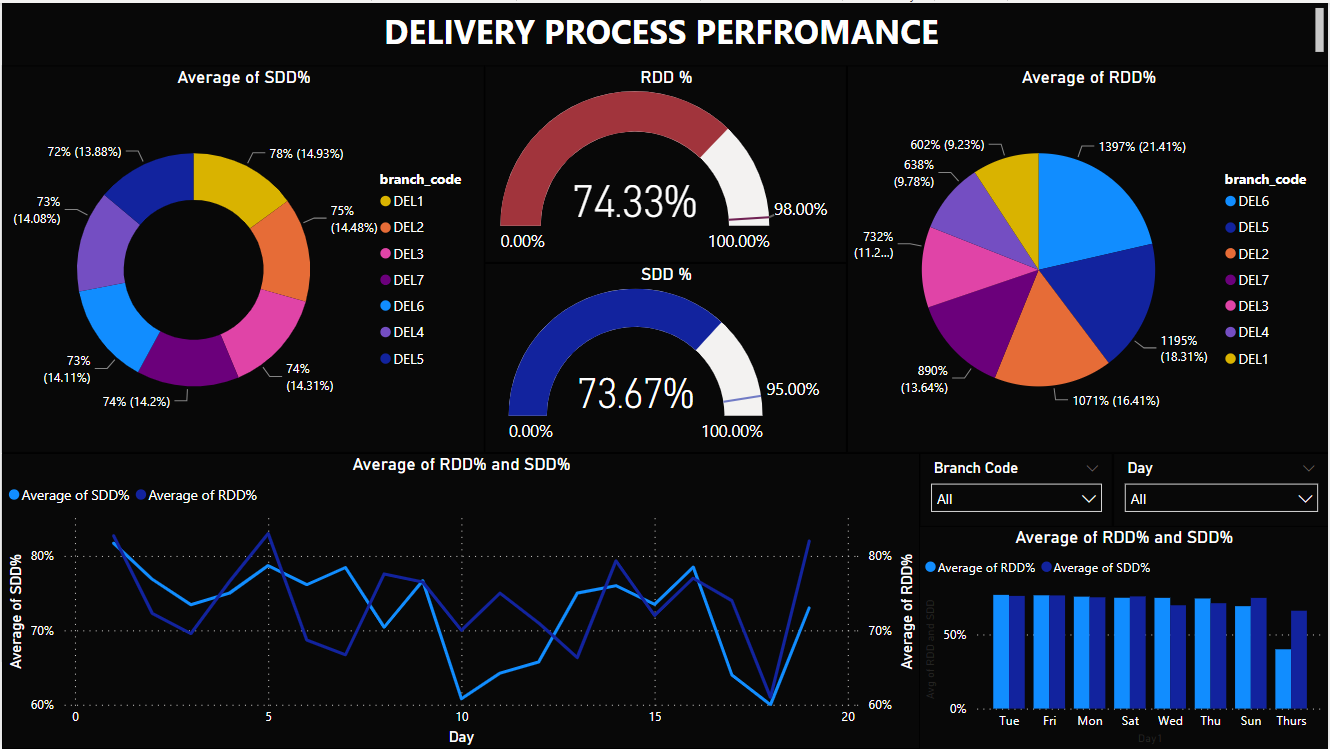 DELIVERY PROCESS PERFROMANCE
Average of SDD%
72% (13.88%)
78% (14.93%)
73%
(14.08%)
75%
(14.48%)
73%
(14.11%)
74%
(14.31%)
74% (14.2%)
branch_code
DEL1
DEL2
DEL3
DEL7
DEL6
DEL4
DEL5
RDD %
74.33%
98.00%
0.00%
100.00%
SDD %
73.67%
95.00%
0.00%
100.00%
Average of RDD%
602% (9.23%)
1397% (21.41%)
638%
(9.78%)
732%
(11.2...)
890%
(13.64%)
1195%
(18.31%)
1071% (16.41%)
branch_code
DEL6
DEL5
DEL2
DEL7
DEL3
DEL4
DEL1
Average of RDD% and SDD%
Average of SDD% Average of RDD%
Average of SDD%
80%
70%
60%
80%
70%
60%
Average of RDD%
0 5 10 15 20
Day
Branch Code
All
Day
All
Average of RDD% and SDD%
Average of RDD% Average of SDD%
Avg of RDD and SDD
50%
0%
Tue Fri Mon Sat Wed Thu Sun Thurs
Day1